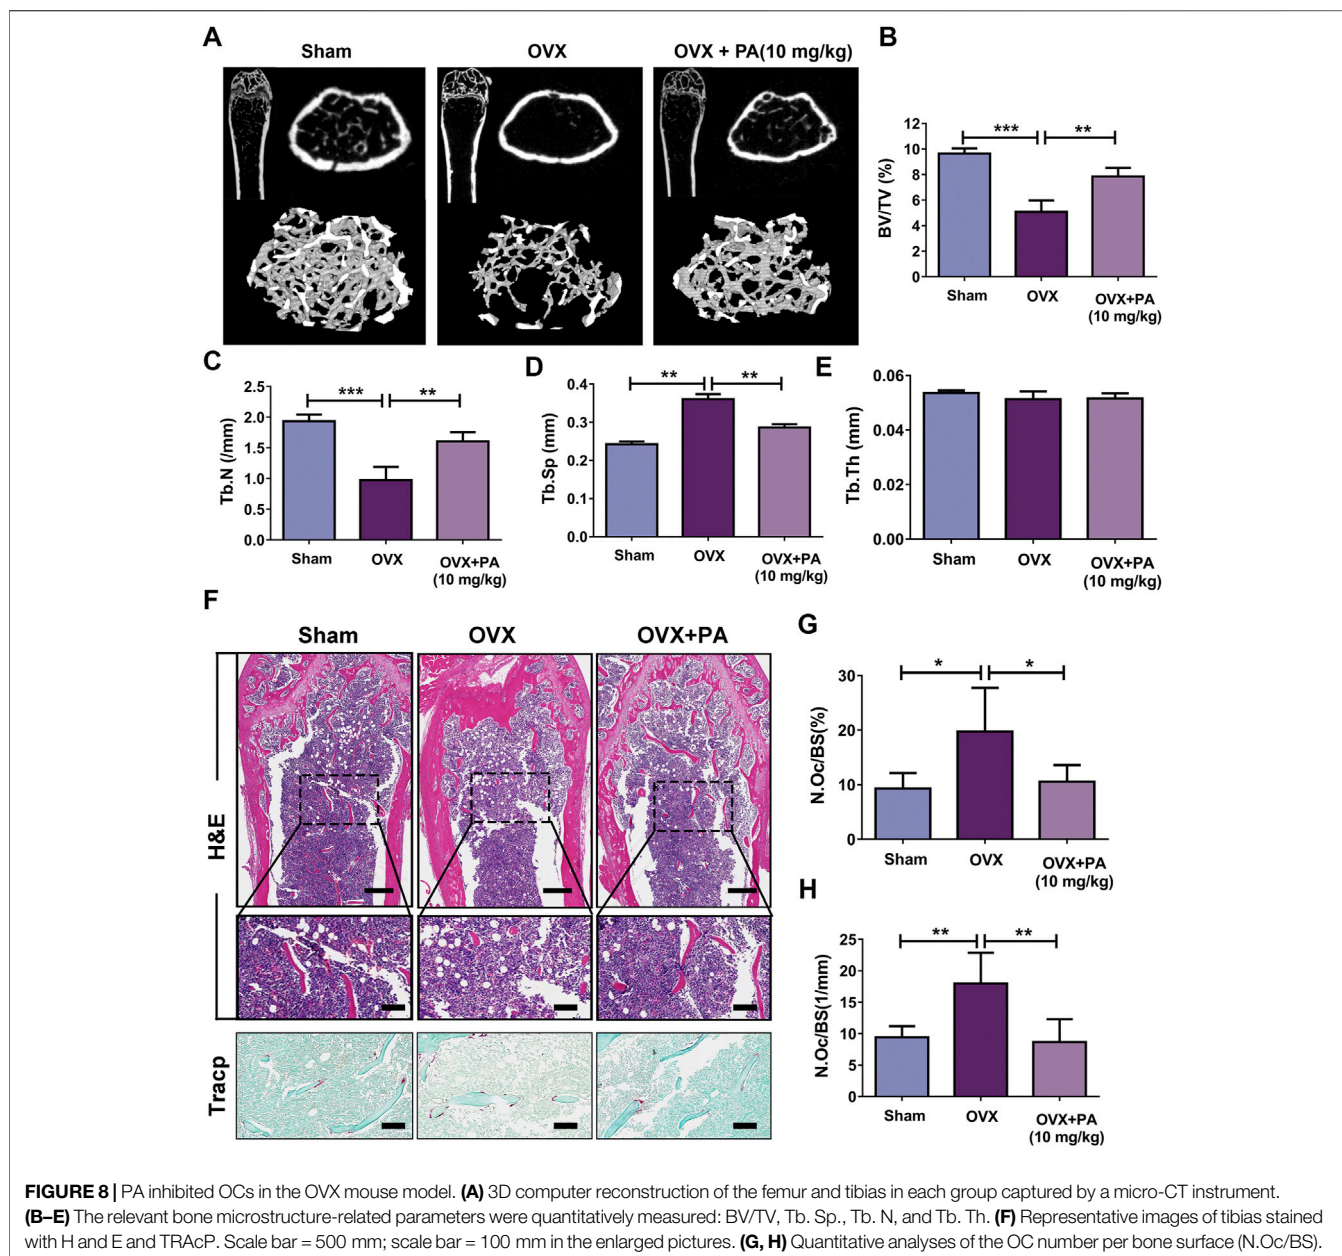 A
Sham
OVX
OVX + PA(10 mg/kg)
B
BV/TV (%)
12
10
8
6
4
2
0
***
**
Sham
OVX
OVX+PA
(10 mg/kg)
C
Tb.N (/mm)
2.5
2.0
1.5
1.0
0.5
0.0
***
**
Sham
OVX
OVX+PA
(10 mg/kg)
D
Tb.Sp (mm)
0.4
0.3
0.2
0.1
0.0
**
**
Sham
OVX
OVX+PA
(10 mg/kg)
E
Tb.Th (mm)
0.06
0.04
0.02
0.00
Sham
OVX
OVX+PA
(10 mg/kg)
F
Sham
OVX
OVX+PA
H&E
Tracp
G
N.Oc/BS(%)
30
20
10
0
*
*
Sham
OVX
OVX+PA
(10 mg/kg)
H
N.Oc/BS(1/mm)
25
20
15
10
5
0
**
**
Sham
OVX
OVX+PA
(10 mg/kg)
FIGURE 8 | PA inhibited OCs in the OVX mouse model. (A) 3D computer reconstruction of the femur and tibias in each group captured by a micro-CT instrument.
(B–E) The relevant bone microstructure-related parameters were quantitatively measured: BV/TV, Tb. Sp., Tb. N, and Tb. Th. (F) Representative images of tibias stained
with H and E and TRAcP. Scale bar = 500 mm; scale bar = 100 mm in the enlarged pictures. (G, H) Quantitative analyses of the OC number per bone surface (N.Oc/BS).